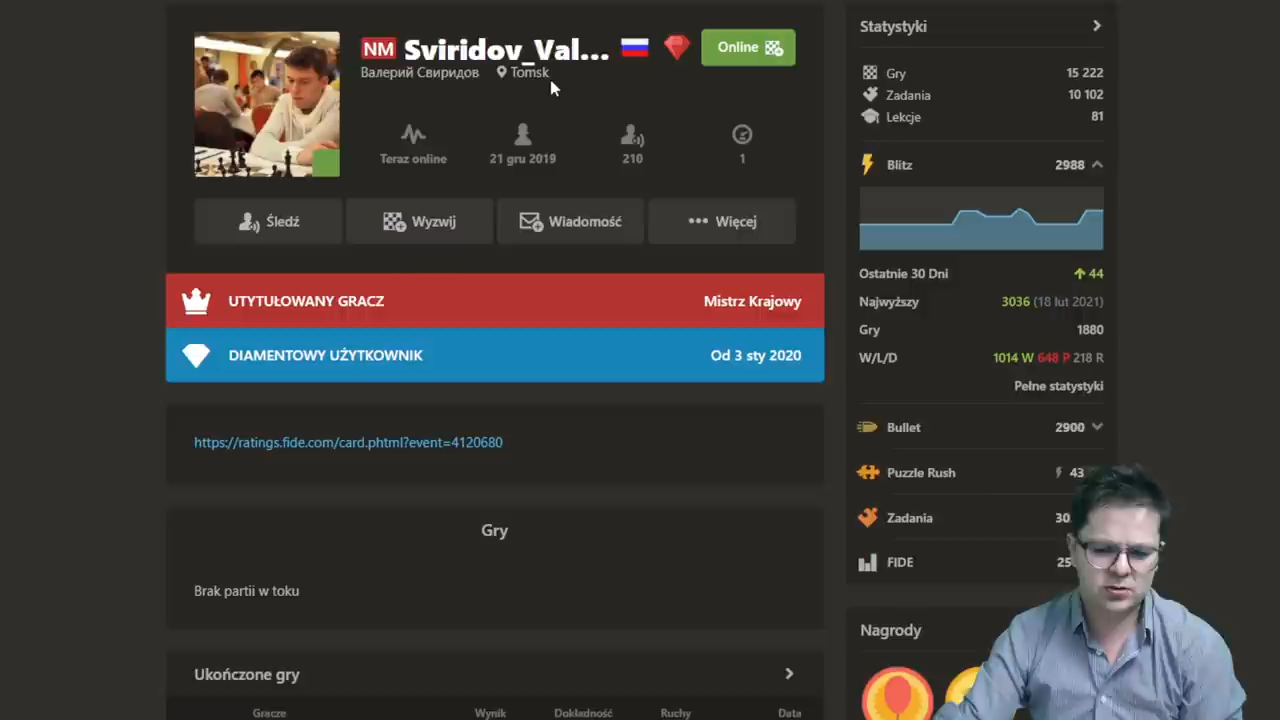 NM Sviridov_Val...
Online
Валерий Свиридов
Tomsk
Teraz online
21 gru 2019
210
1
Śledź
Wyzwij
Wiadomość
Więcej
UTYTUŁOWANY GRACZ
Mistrz Krajowy
DIAMENTOWY UŻYTKOWNIK
Od 3 sty 2020
https://ratings.fide.com/card.phtml?event=4120680
Gry
Brak partii w toku
Ukończone gry
Gracze
Wynik
Dokładność
Ruchy
Data
Statystyki
Gry 15 222
Zadania 10 102
Lekcje 81
Blitz 2988
Ostatnie 30 Dni 44
Najwyższy 3036 (18 lut 2021)
Gry 1880
W/L/D 1014 W 648 P 218 R
Pełne statystyki
Bullet 2900
Puzzle Rush 43
Zadania
FIDE
Nagrody